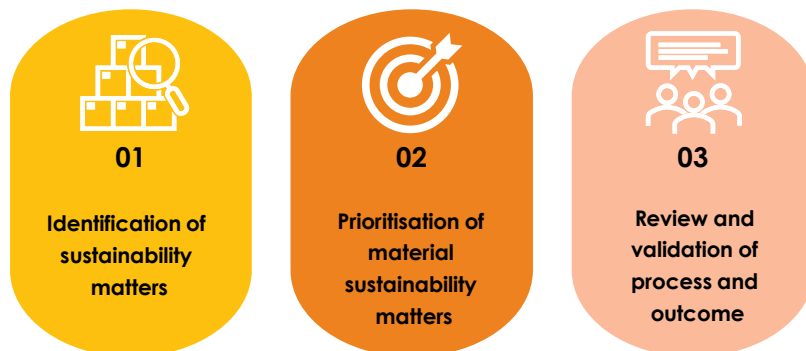 01
Identification of
sustainability
matters
02
Prioritisation of
material
sustainability
matters
03
Review and
validation of
process and
outcome